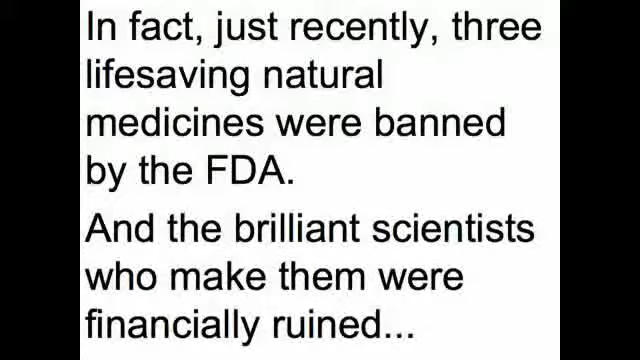 In fact, just recently, three
lifesaving natural
medicines were banned
by the FDA.
And the brilliant scientists
who make them were
financially ruined...